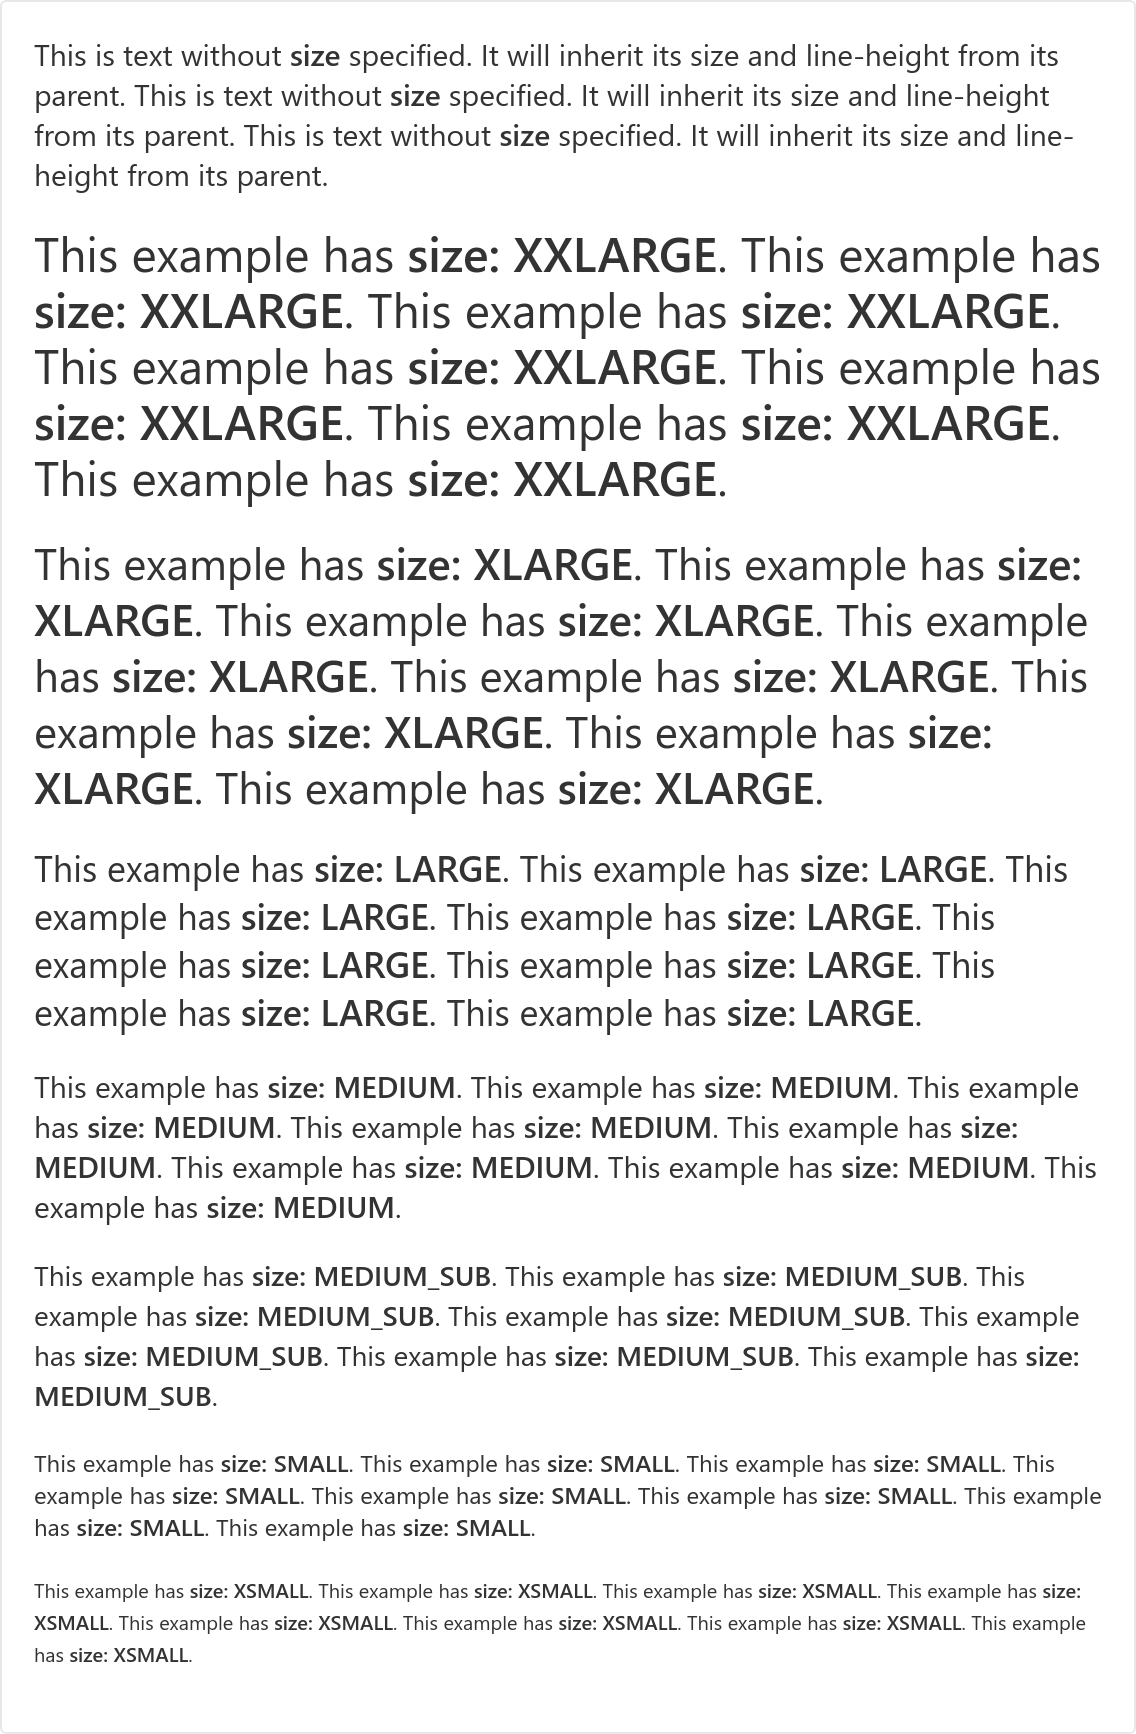 This is text without size specified. It will inherit its size and line-height from its
parent. This is text without size specified. It will inherit its size and line-height
from its parent. This is text without size specified. It will inherit its size and line-
height from its parent.
This example has size: XXLARGE. This example has
size: XXLARGE. This example has size: XXLARGE.
This example has size: XXLARGE. This example has
size: XXLARGE. This example has size: XXLARGE.
This example has size: XXLARGE.
This example has size: XLARGE. This example has size:
XLARGE. This example has size: XLARGE. This example
has size: XLARGE. This example has size: XLARGE. This
example has size: XLARGE. This example has size:
XLARGE. This example has size: XLARGE.
This example has size: LARGE. This example has size: LARGE. This
example has size: LARGE. This example has size: LARGE. This
example has size: LARGE. This example has size: LARGE. This
example has size: LARGE. This example has size: LARGE.
This example has size: MEDIUM. This example has size: MEDIUM. This example
has size: MEDIUM. This example has size: MEDIUM. This example has size:
MEDIUM. This example has size: MEDIUM. This example has size: MEDIUM. This
example has size: MEDIUM.
This example has size: MEDIUM_SUB. This example has size: MEDIUM_SUB. This
example has size: MEDIUM_SUB. This example has size: MEDIUM_SUB. This example
has size: MEDIUM_SUB. This example has size: MEDIUM_SUB. This example has size:
MEDIUM_SUB.
This example has size: SMALL. This example has size: SMALL. This example has size: SMALL. This
example has size: SMALL. This example has size: SMALL. This example has size: SMALL. This example
has size: SMALL. This example has size: SMALL.
This example has size: XSMALL. This example has size: XSMALL. This example has size: XSMALL. This example has size:
XSMALL. This example has size: XSMALL. This example has size: XSMALL. This example has size: XSMALL. This example
has size: XSMALL.